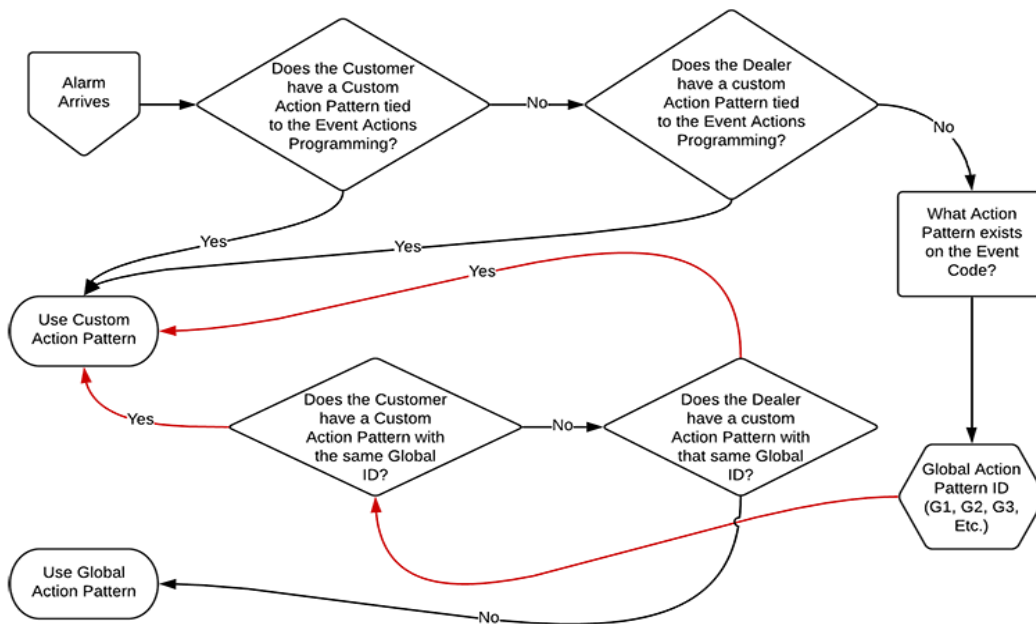 Alarm
Arrives
Does the Customer
have a Custom
Action Pattern tied
to the Event Actions
Programming?
No
Does the Dealer
have a custom
Action Pattern tied
to the Event Actions
Programming?
No
What Action
Pattern exists
on the Event
Code?
Yes
Yes
Yes
Use Custom
Action Pattern
Yes
Does the Customer
have a Custom
Action Pattern with
the same Global
ID?
No
Does the Dealer
have a custom
Action Pattern with
that same Global
ID?
Global Action
Pattern ID
(G1, G2, G3,
Etc.)
Use Global
Action Pattern
No